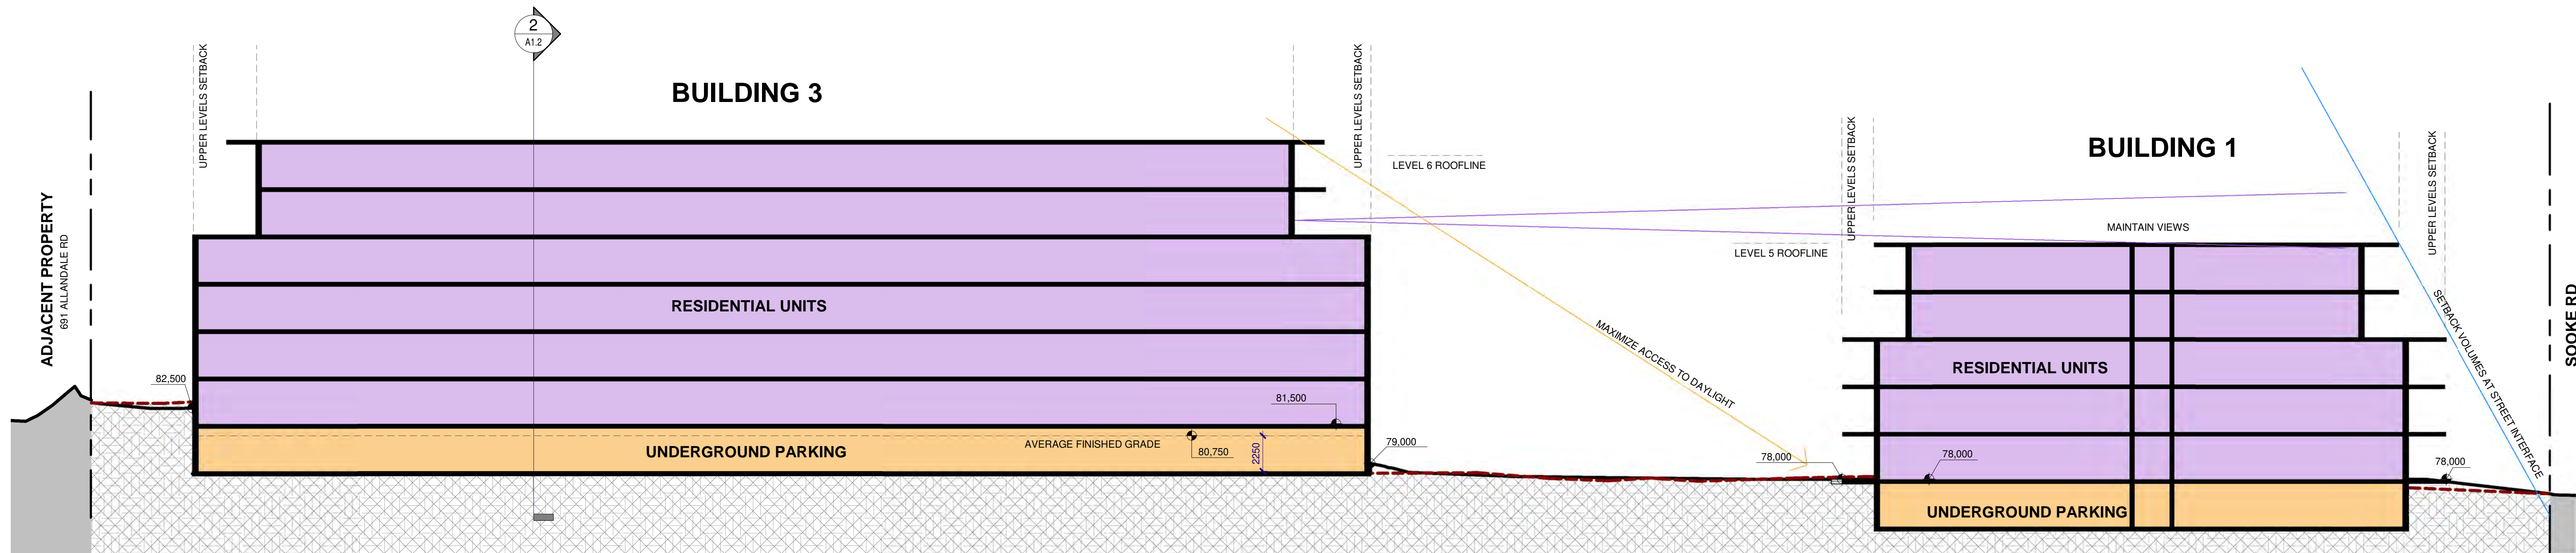 2
A1.2
UPPER LEVELS SETBACK
UPPER LEVELS SETBACK
BUILDING 3
BUILDING 1
UPPER LEVELS SETBACK
UPPER LEVELS SETBACK
LEVEL 6 ROOFLINE
MAINTAIN VIEWS
LEVEL 5 ROOFLINE
ADJACENT PROPERTY
691 ALLANDALE RD
SOOKE RD
RESIDENTIAL UNITS
MAXIMIZE ACCESS TO DAYLIGHT
RESIDENTIAL UNITS
SETBACK VOLUMES AT STREET INTERFACE
82,500
81,500
AVERAGE FINISHED GRADE
UNDERGROUND PARKING
80,750
2250
79,000
78,000
78,000
78,000
UNDERGROUND PARKING